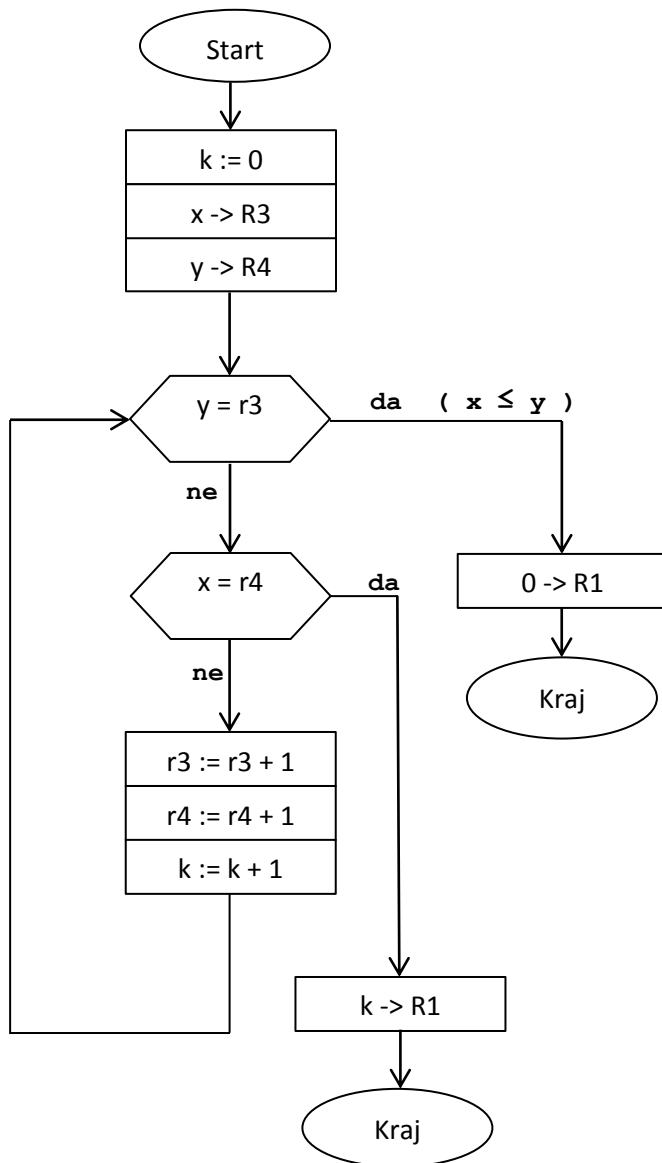 Start
k := 0
x -> R3
y -> R4
y = r3
da ( x ≤ y )
ne
x = r4
da
0 -> R1
ne
Kraj
r3 := r3 + 1
r4 := r4 + 1
k := k + 1
k -> R1
Kraj